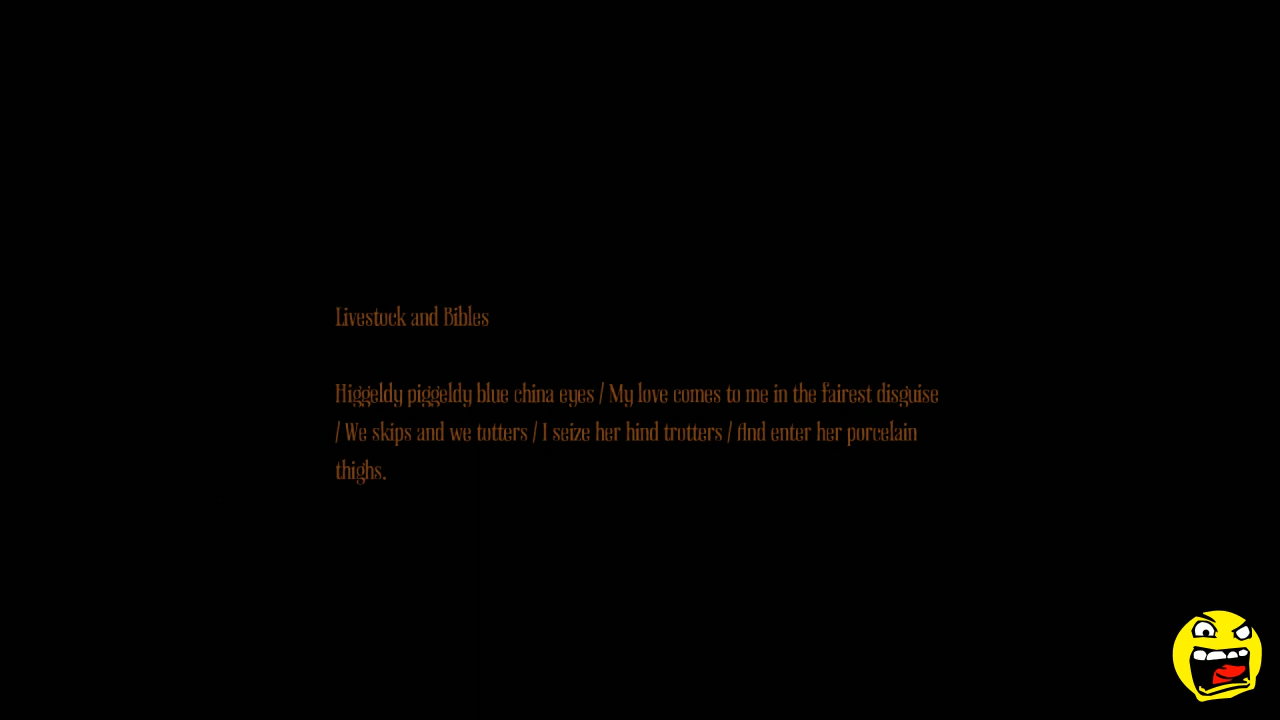 Livestock and Bibles
Higgeldy piggeldy blue china eyes / My love comes to me in the fairest disguise
/ We skips and we totters / I seize her hind trotters / And enter her porcelain
thighs.